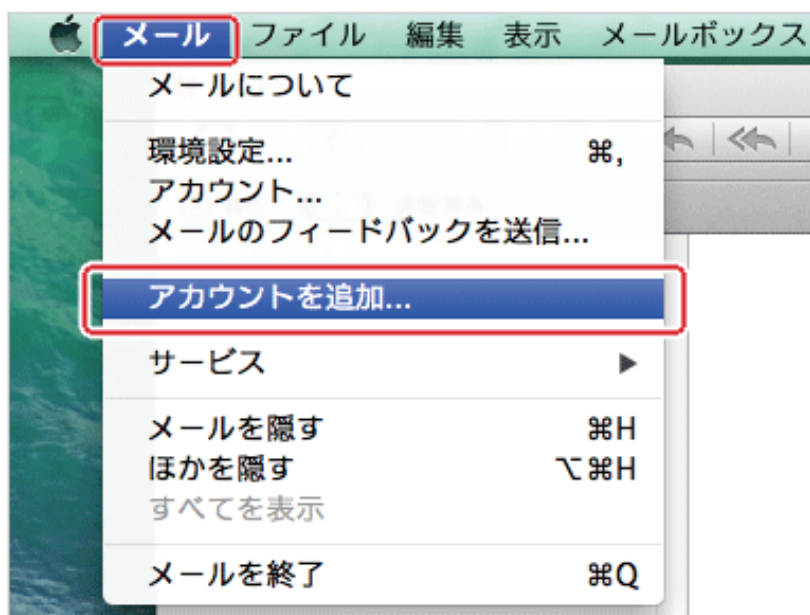 メール ファイル 編集 表示 メールボックス
メールについて
環境設定... ⌘,
アカウント...
メールのフィードバックを送信...
アカウントを追加...
サービス ▶
メールを隠す ⌘H
ほかを隠す ⌥⌘H
すべてを表示
メールを終了 ⌘Q